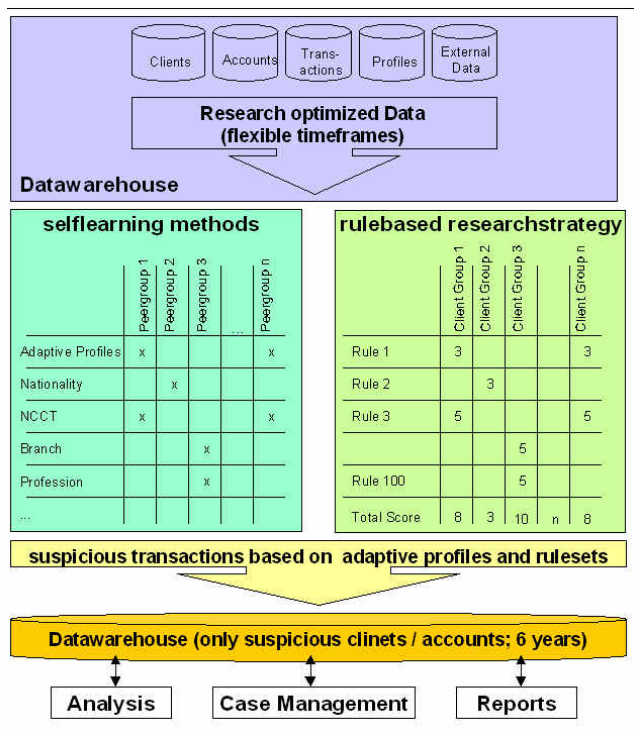 Clients
Accounts
Trans-
actions
Profiles
External
Data
Research optimized Data
(flexible timeframes)
Datawarehouse
selflearning methods
Peergroup 1
Peergroup 2
Peergroup 3
...
Peergroup n
Adaptive Profiles x x
Nationality x
NCCT x x
Branch x
Profession x
...
rulebased researchstrategy
Client Group 1
Client Group 2
Client Group 3
Client Group n
Rule 1 3 3
Rule 2 3
Rule 3 5 5
5
Rule 100 5
Total Score 8 3 10 n 8
suspicious transactions based on adaptive profiles and rulesets
Datawarehouse (only suspicious clinets / accounts; 6 years)
Analysis
Case Management
Reports